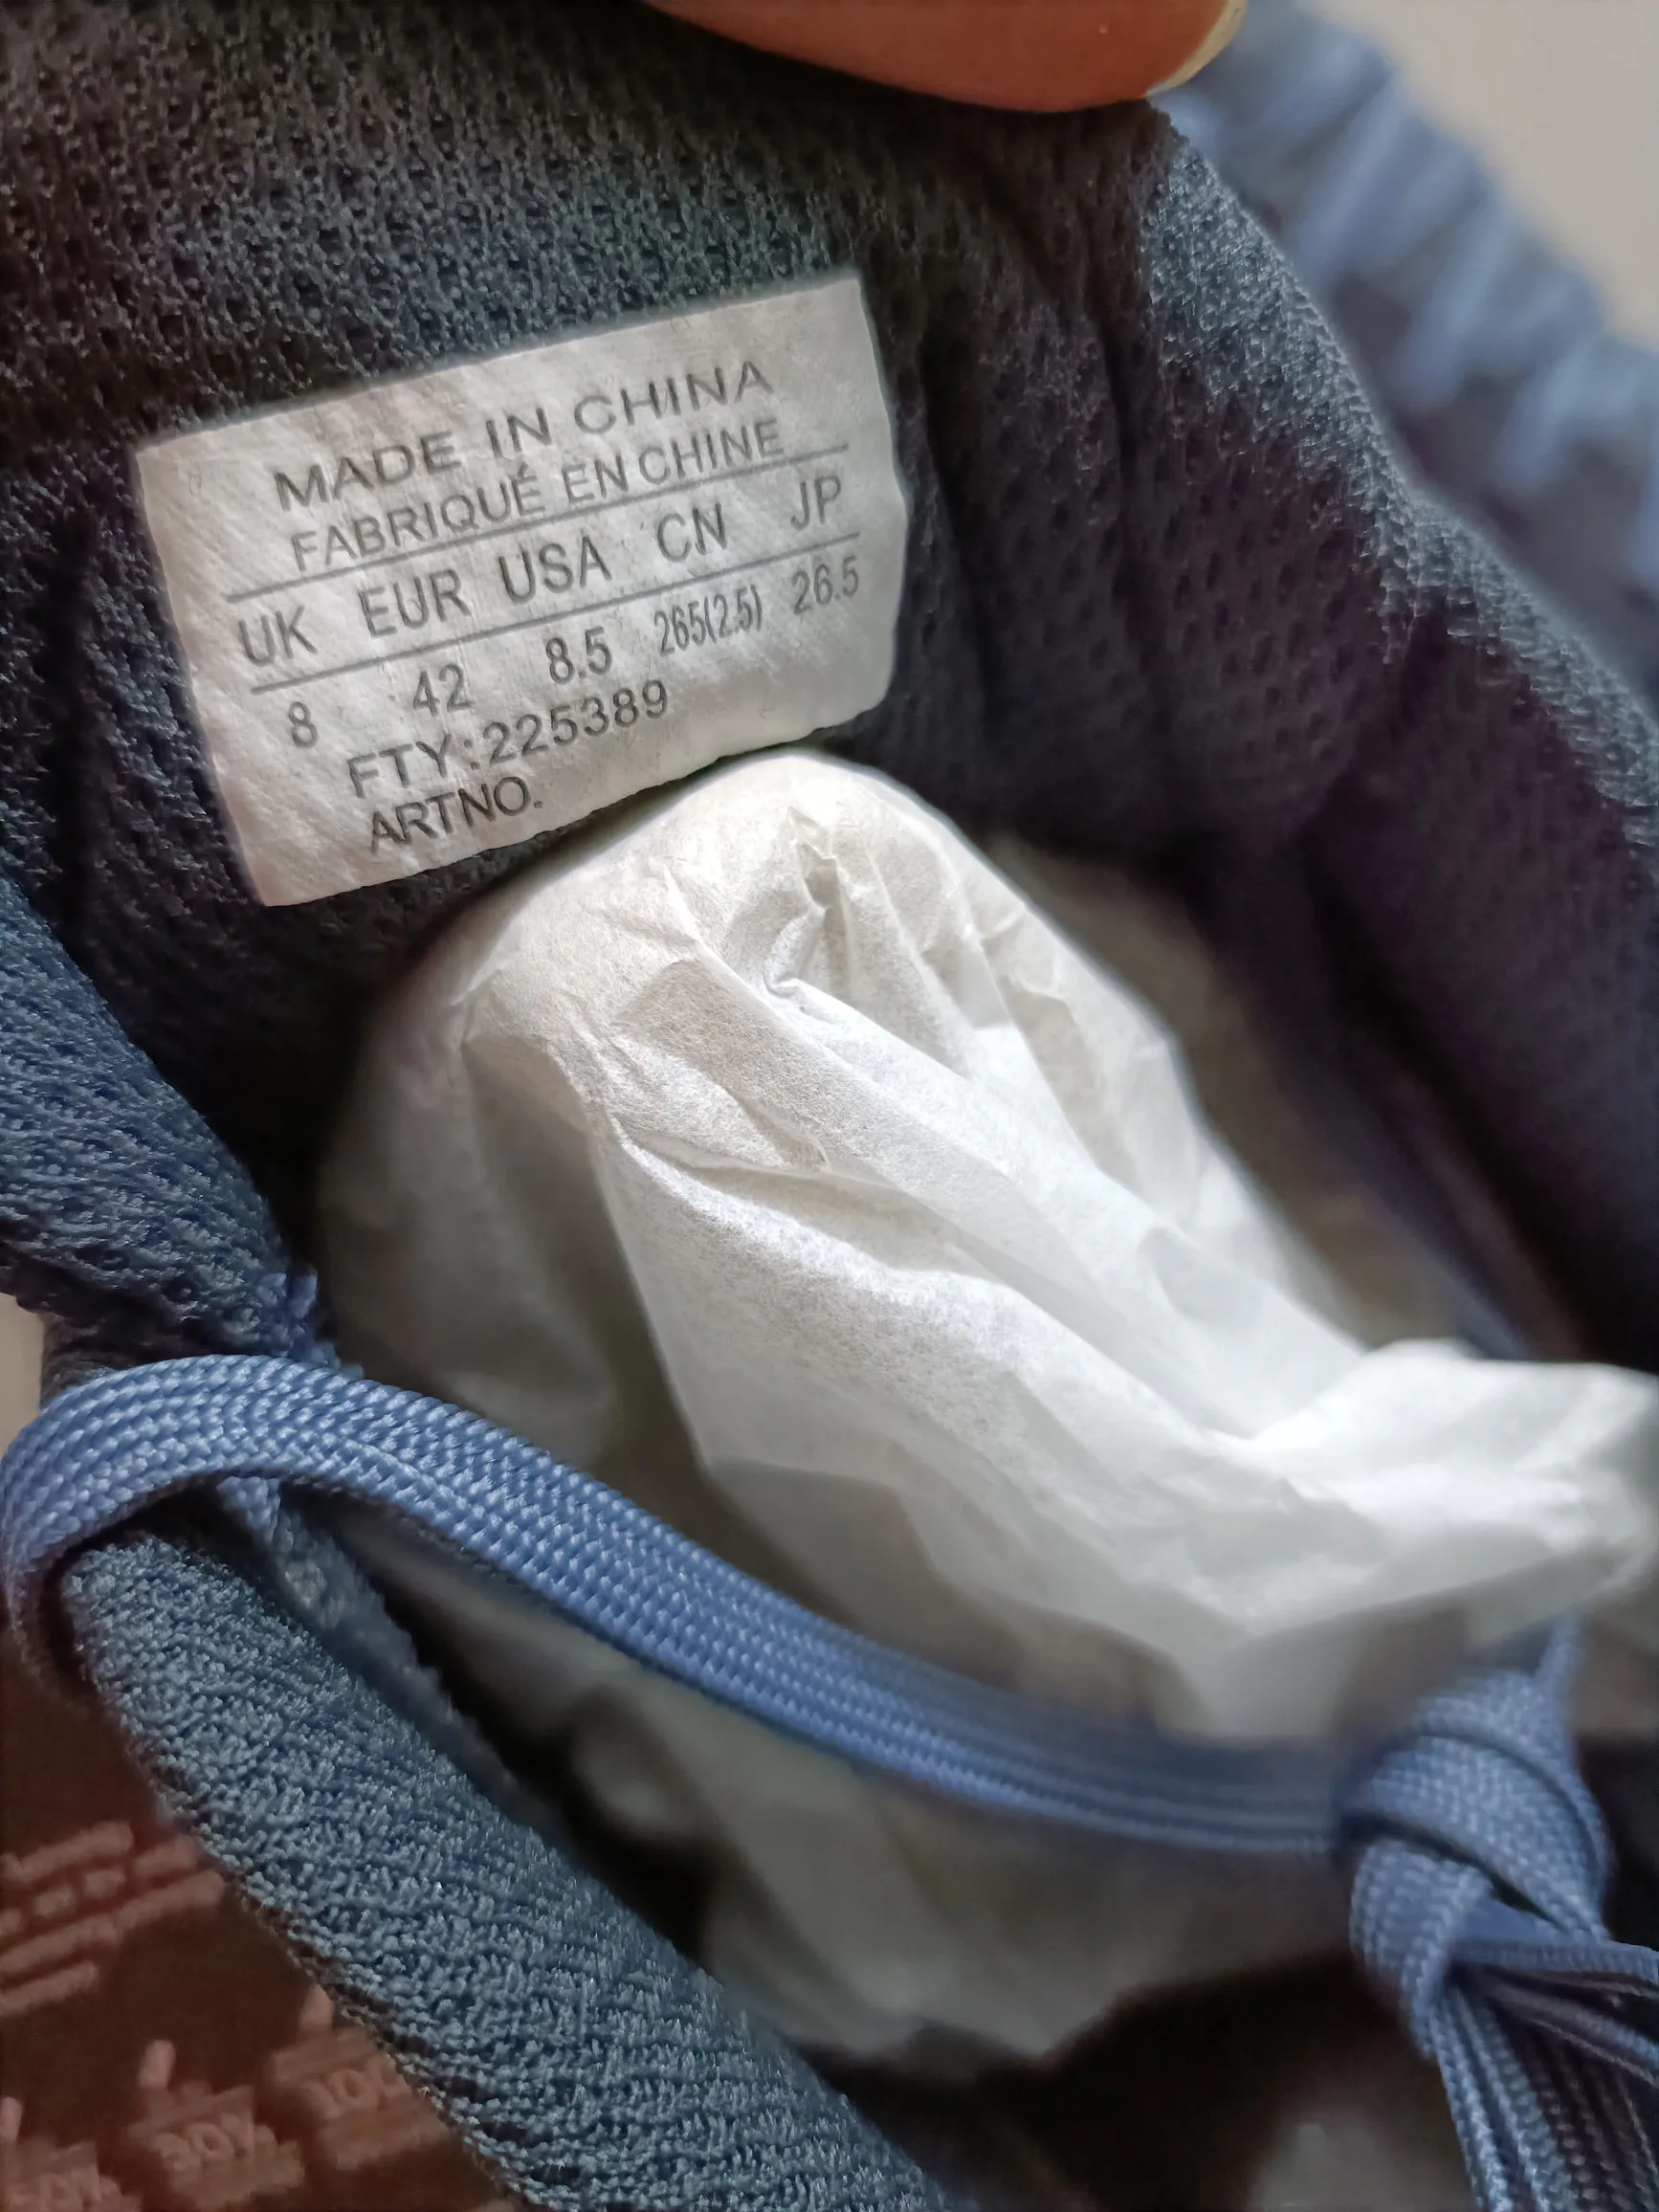 MADE IN CHINA
FABRIQUÉ EN CHINE
UK EUR USA CN JP
8 42 8.5 265(2.5) 26.5
FTY:225389
ARTNO.
30%